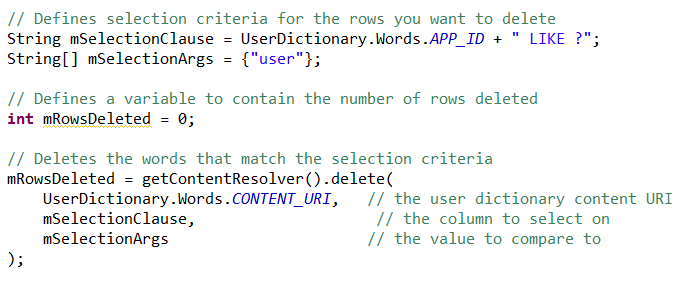 // Defines selection criteria for the rows you want to delete
String mSelectionClause = UserDictionary.Words.APP_ID + " LIKE ?";
String[] mSelectionArgs = {"user"};
// Defines a variable to contain the number of rows deleted
int mRowsDeleted = 0;
// Deletes the words that match the selection criteria
mRowsDeleted = getContentResolver().delete(
    UserDictionary.Words.CONTENT_URI,   // the user dictionary content URI
    mSelectionClause,                    // the column to select on
    mSelectionArgs                      // the value to compare to
);